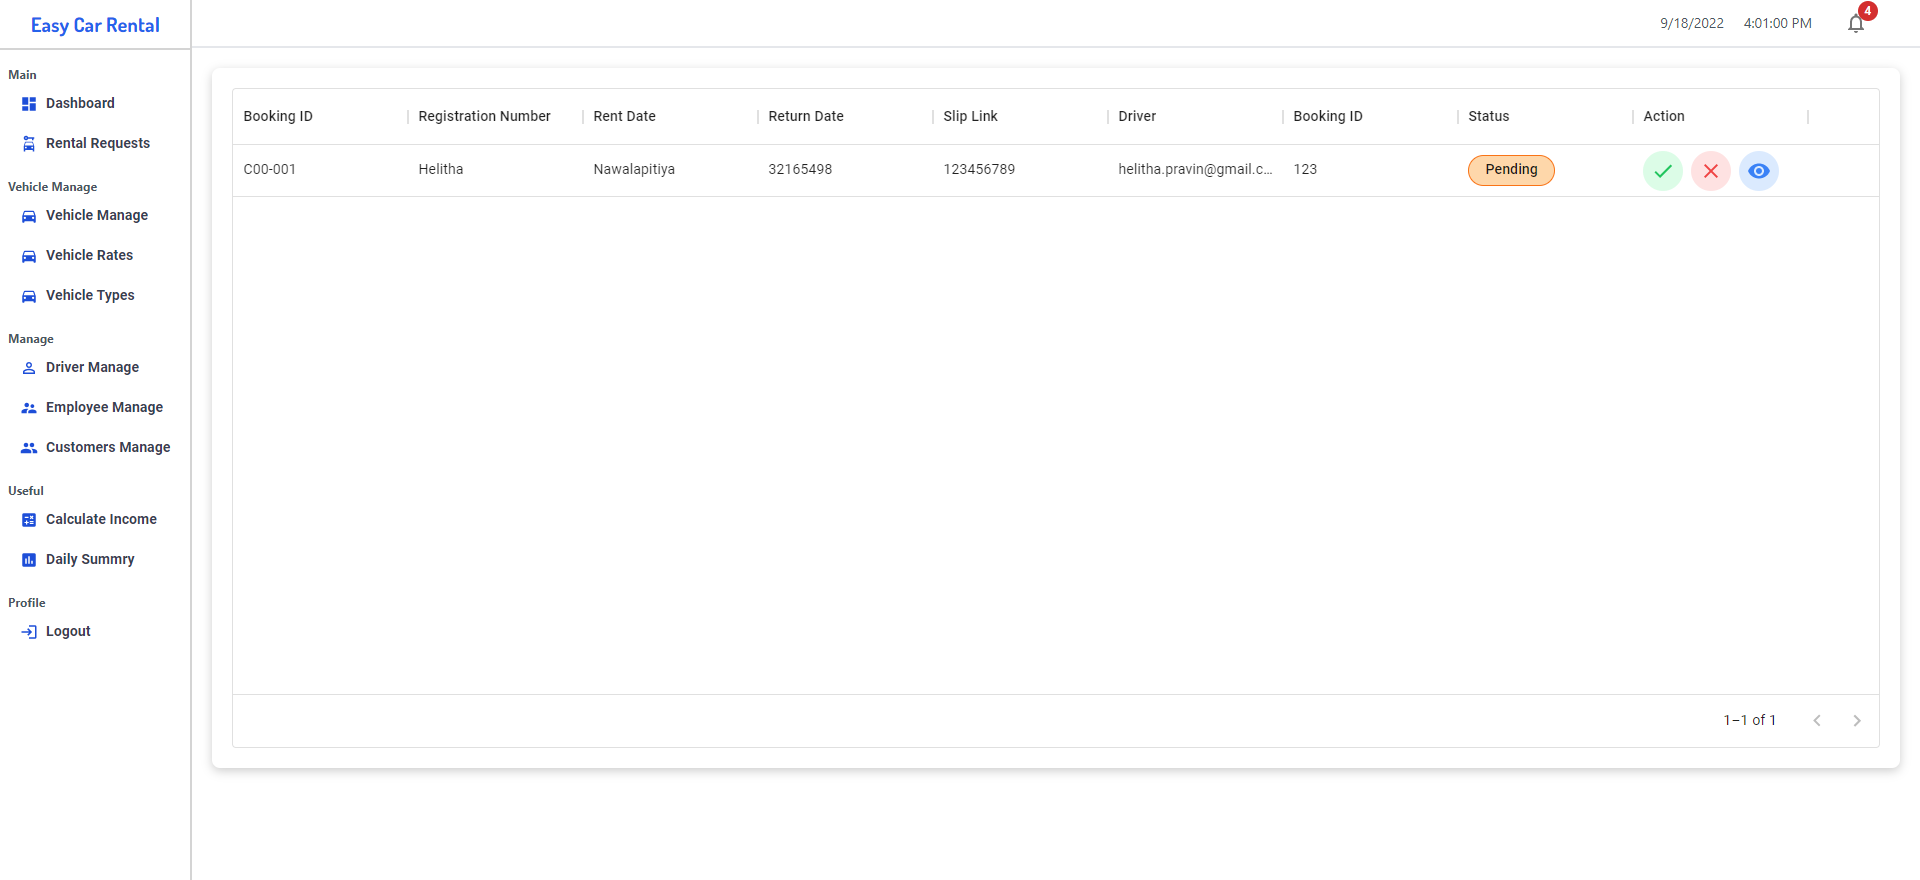 Easy Car Rental
9/18/2022 4:01:00 PM 4
Main
Dashboard
Rental Requests
Vehicle Manage
Vehicle Manage
Vehicle Rates
Vehicle Types
Manage
Driver Manage
Employee Manage
Customers Manage
Useful
Calculate Income
Daily Summry
Profile
Logout
Booking ID Registration Number Rent Date Return Date Slip Link Driver Booking ID Status Action
C00-001 Helitha Nawalapitiya 32165498 123456789 helitha.pravin@gmail.c... 123 Pending
1–1 of 1